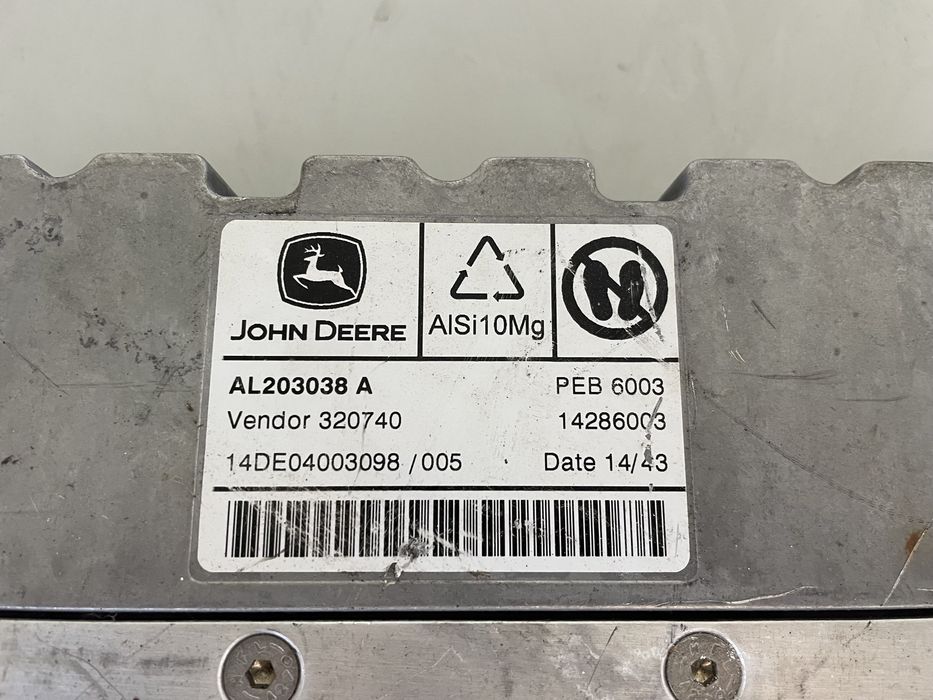 JOHN DEERE
AlSi10Mg
AL203038 A
PEB 6003
Vendor 320740
14286003
14DE04003098 / 005
Date 14/43